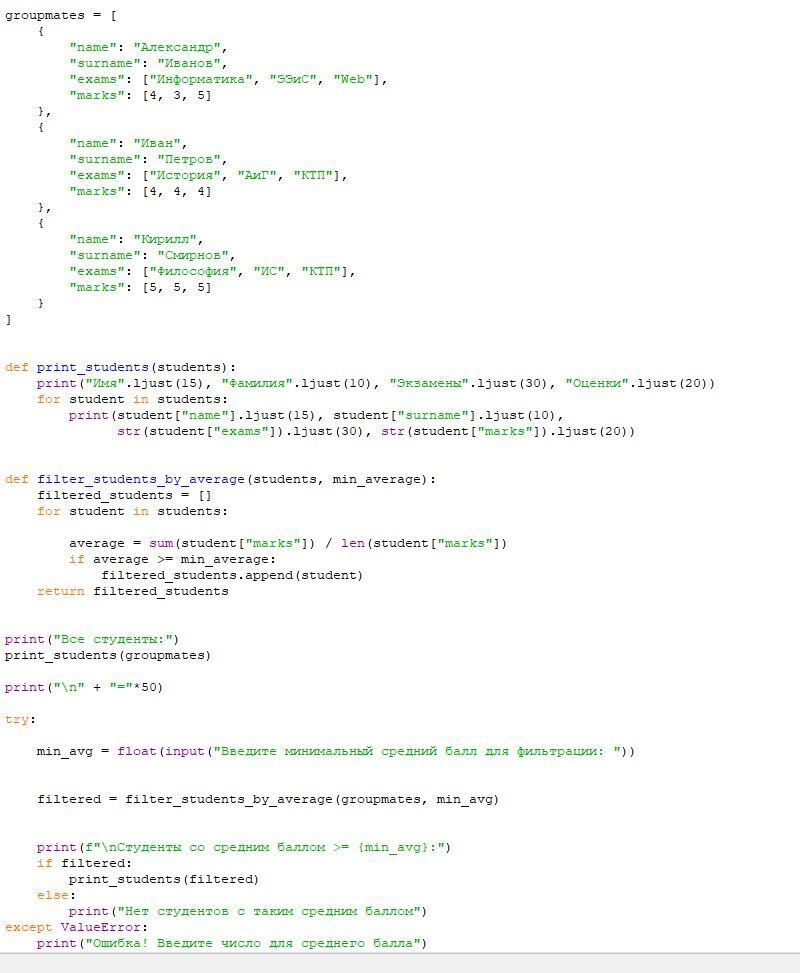 groupmates = [
    {
        "name": "Александр",
        "surname": "Иванов",
        "exams": ["Информатика", "ЭЭиС", "Web"],
        "marks": [4, 3, 5]
    },
    {
        "name": "Иван",
        "surname": "Петров",
        "exams": ["История", "АиГ", "КТП"],
        "marks": [4, 4, 4]
    },
    {
        "name": "Кирилл",
        "surname": "Смирнов",
        "exams": ["Философия", "ИС", "КТП"],
        "marks": [5, 5, 5]
    }
]
def print_students(students):
    print("Имя".ljust(15), "Фамилия".ljust(10), "Экзамены".ljust(30), "Оценки".ljust(20))
    for student in students:
        print(student["name"].ljust(15), student["surname"].ljust(10),
              str(student["exams"]).ljust(30), str(student["marks"]).ljust(20))
def filter_students_by_average(students, min_average):
    filtered_students = []
    for student in students:
        average = sum(student["marks"]) / len(student["marks"])
        if average >= min_average:
            filtered_students.append(student)
    return filtered_students
print("Все студенты:")
print_students(groupmates)
print("\n" + "="*50)
try:
    min_avg = float(input("Введите минимальный средний балл для фильтрации: "))
    filtered = filter_students_by_average(groupmates, min_avg)
    print(f"\nСтуденты со средним баллом >= {min_avg}:")
    if filtered:
        print_students(filtered)
    else:
        print("Нет студентов с таким средним баллом")
except ValueError:
    print("Ошибка! Введите число для среднего балла")